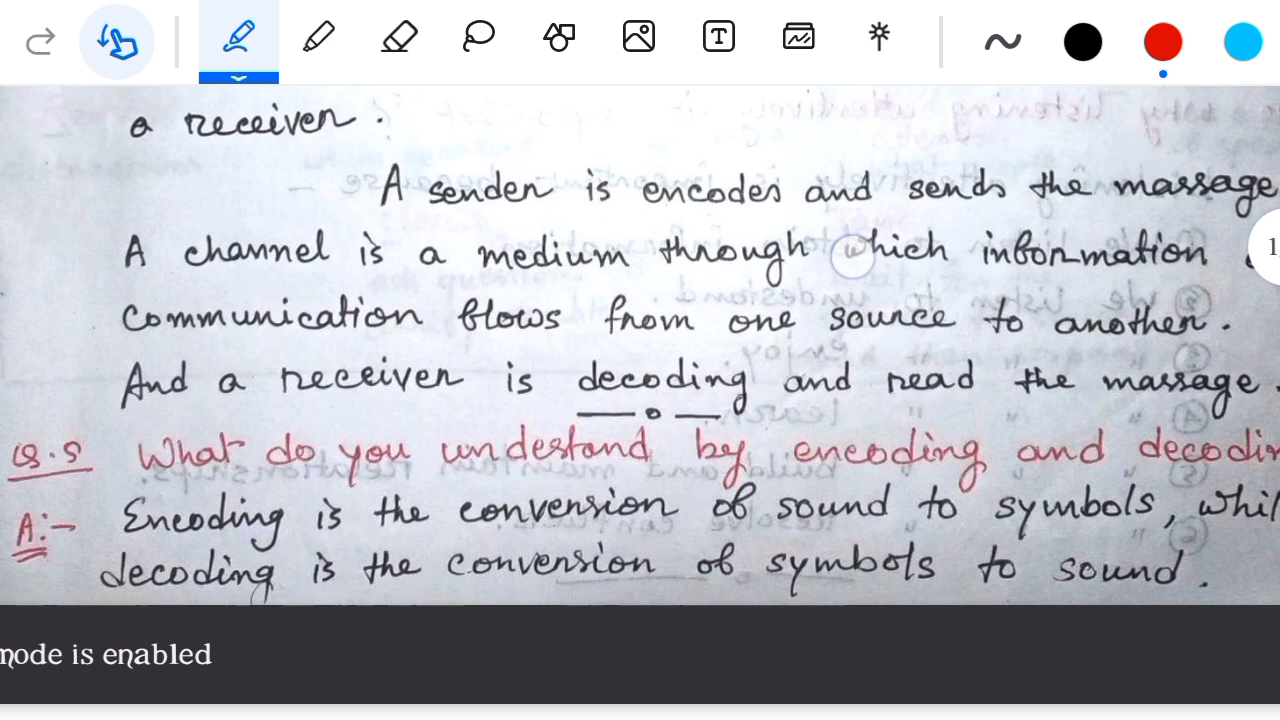 a receiver.
A sender is encodes and sends the massage
1
A channel is a medium through which information
communication flows from one source to another.
And a receiver is decoding and read the massage.
Q.5 What do you undestand by encoding and decodin
A:- Encoding is the conversion of sound to symbols, whil
decoding is the conversion of symbols to sound.
mode is enabled